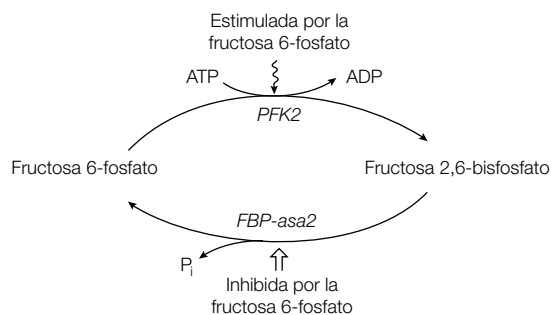 Estimulada por la
fructosa 6-fosfato
ATP
ADP
PFK2
Fructosa 6-fosfato
Fructosa 2,6-bisfosfato
FBP-asa2
Pi
Inhibida por la
fructosa 6-fosfato